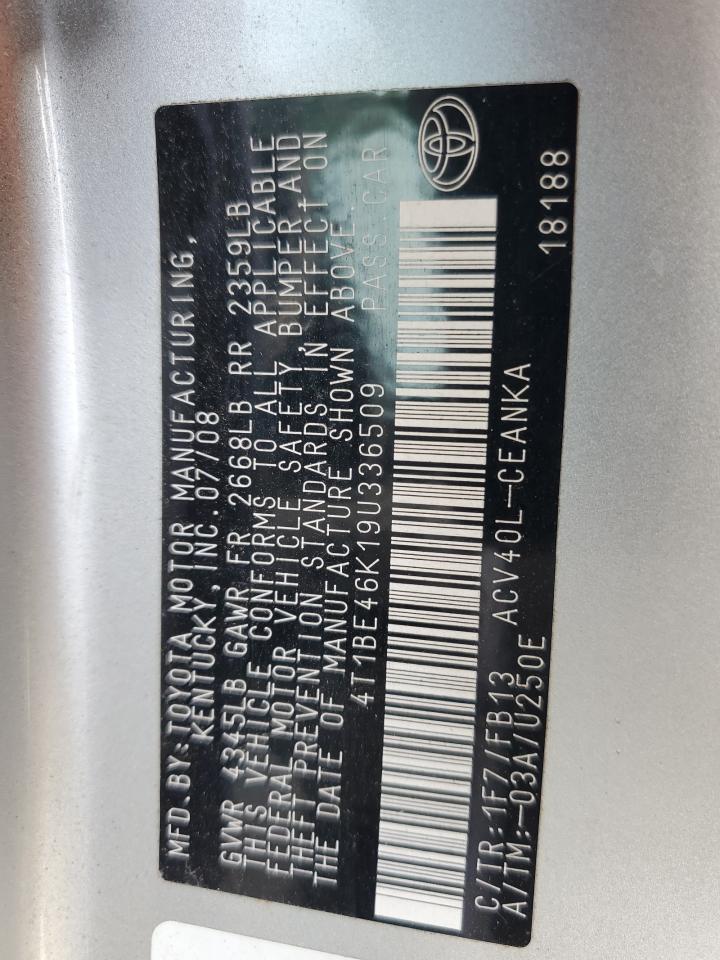 MFD.BY:TOYOTA MOTOR MANUFACTURING,
KENTUCKY,INC.07/08
GVWR 4345LB GAWR FR 2668LB RR 2359LB
THIS VEHICLE CONFORMS TO ALL APPLICABLE
FEDERAL MOTOR VEHICLE SAFETY, BUMPER,AND
THEFT PREVENTION STANDARDS IN EFFECT ON
THE DATE OF MANUFACTURE SHOWN ABOVE.
4T1BE46K19U336509 PASS.CAR
C/TR:1F7/FB13 ACV40L-CEANKA
A/TM:-03A/U250E 18188